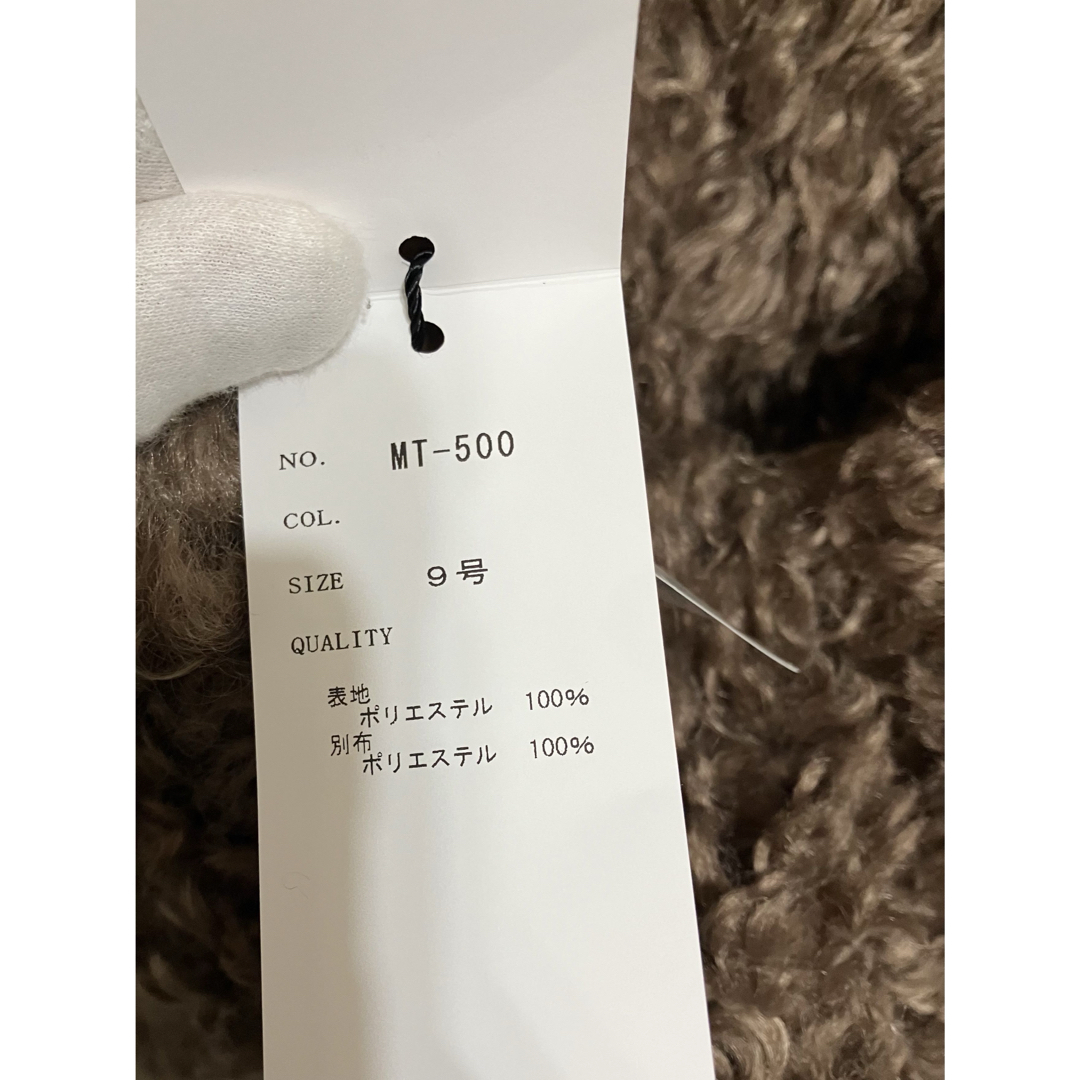 NO. MT-500
COL.
SIZE 9号
QUALITY
表地
ポリエステル 100%
別布
ポリエステル 100%